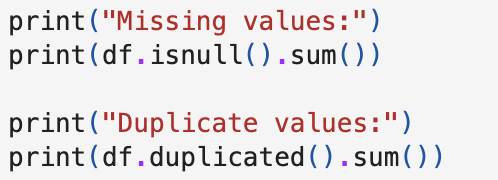 print("Missing values:")
print(df.isnull().sum())
print("Duplicate values:")
print(df.duplicated().sum())